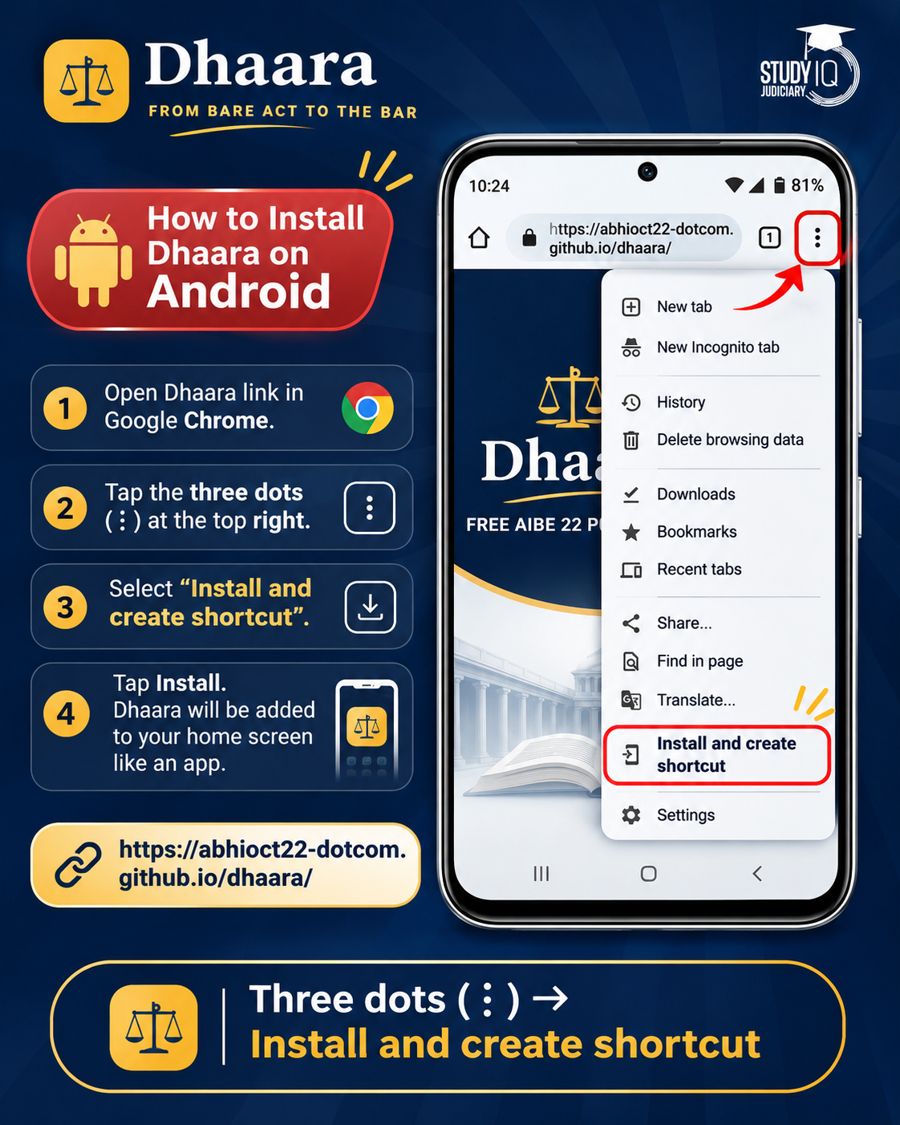 Dhaara
FROM BARE ACT TO THE BAR
STUDY IQ
JUDICIARY
How to Install
Dhaara on
Android
1
Open Dhaara link in
Google Chrome.
2
Tap the three dots
(⋮) at the top right.
3
Select “Install and
create shortcut”.
4
Tap Install.
Dhaara will be added
to your home screen
like an app.
https://abhioct22-dotcom.
github.io/dhaara/
10:24
81%
https://abhioct22-dotcom.
github.io/dhaara/
1
New tab
New Incognito tab
History
Delete browsing data
Downloads
Bookmarks
Recent tabs
Share...
Find in page
Translate...
Install and create
shortcut
Settings
Dhaa
FREE AIBE 22 P
Three dots (⋮) →
Install and create shortcut